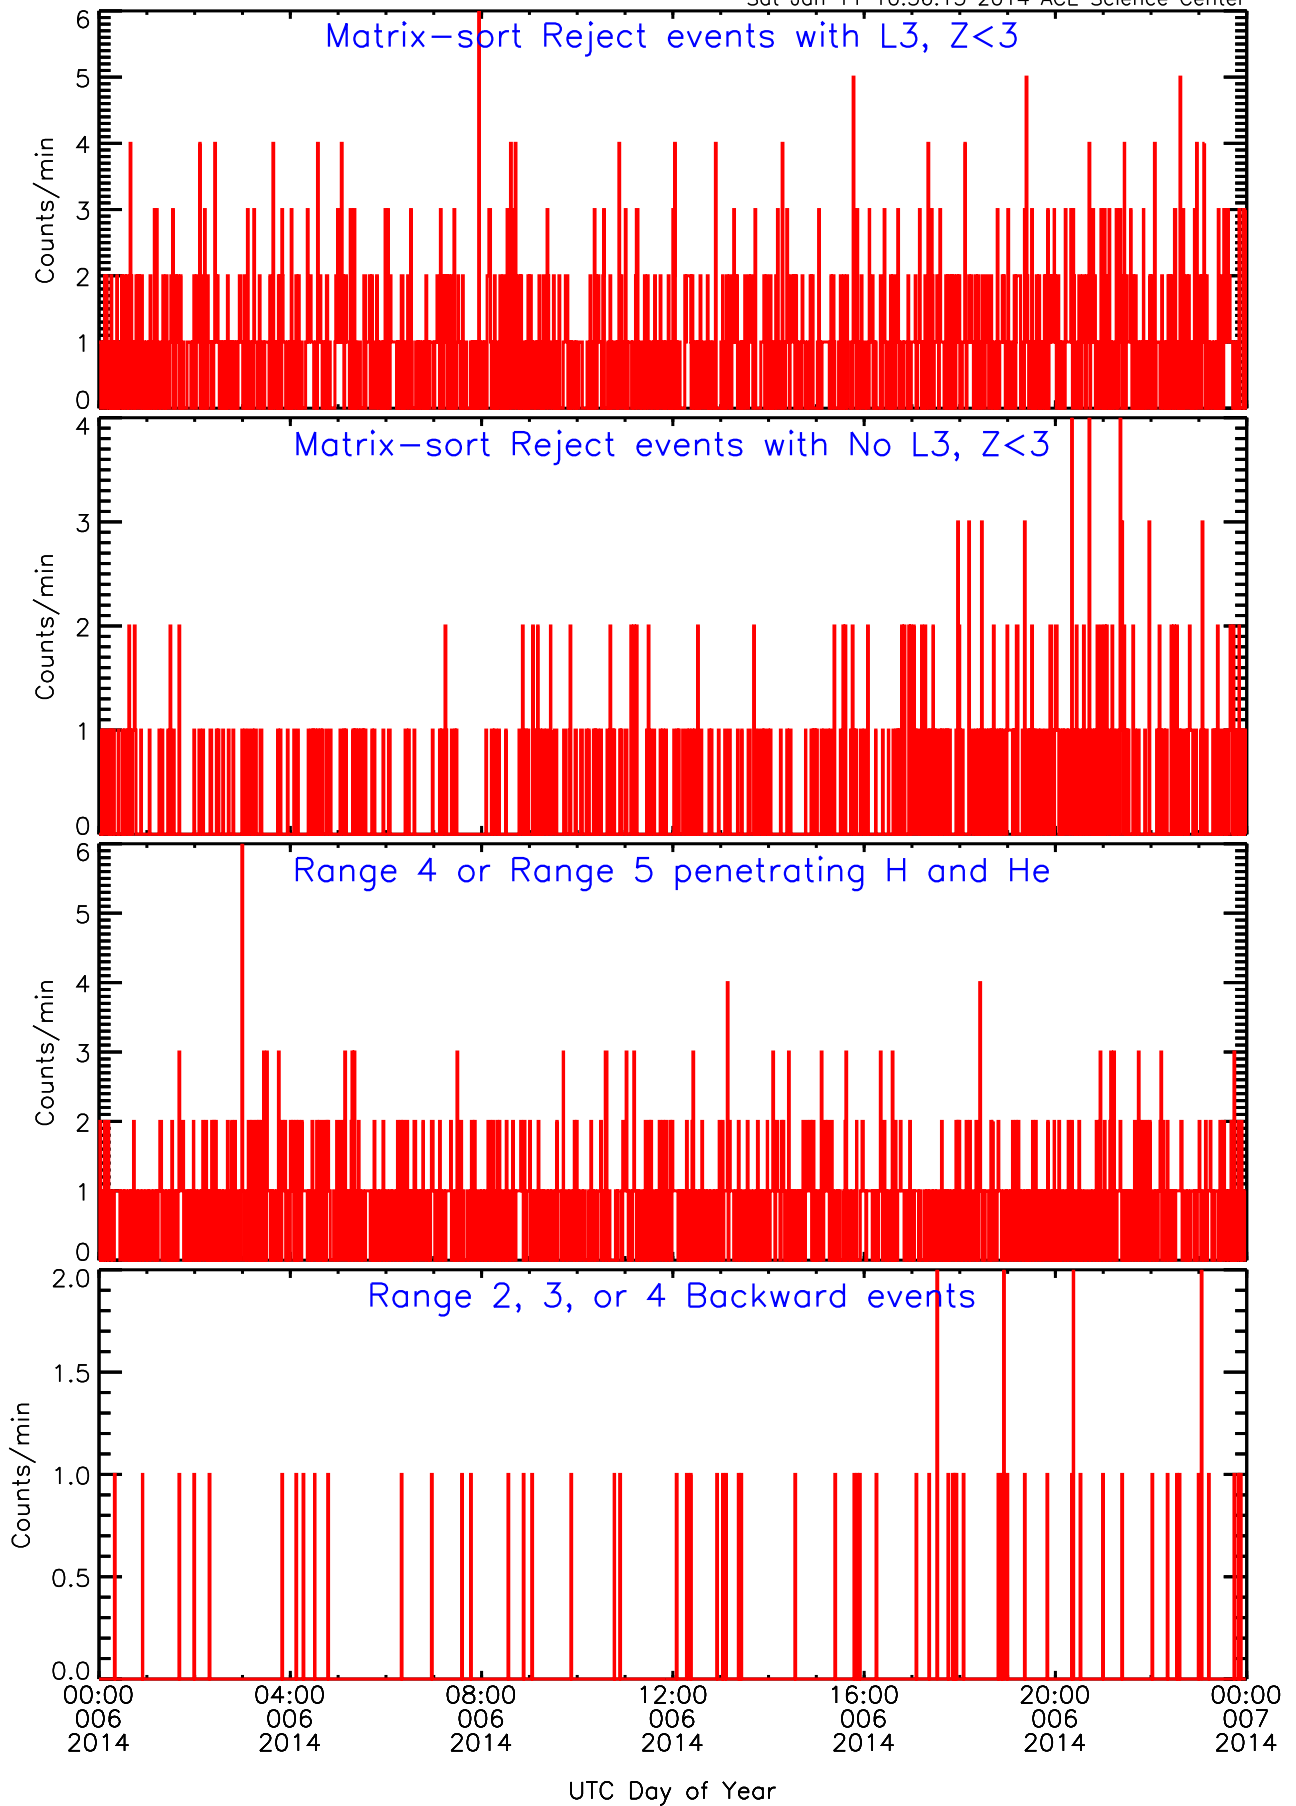 Matrix-sort Reject events with L3, Z<3
6
5
4
3
2
1
0
Counts/min
Matrix-sort Reject events with No L3, Z<3
4
3
2
1
0
Counts/min
Range 4 or Range 5 penetrating H and He
6
5
4
3
2
1
0
Counts/min
Range 2, 3, or 4 Backward events
2.0
1.5
1.0
0.5
0.0
Counts/min
00:00 04:00 08:00 12:00 16:00 20:00 00:00
006 006 006 006 006 006 007
2014 2014 2014 2014 2014 2014 2014
UTC Day of Year